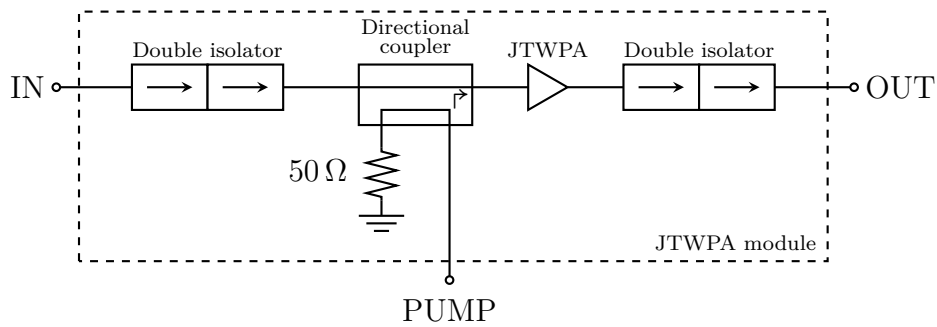 Directional
coupler
Double isolator
JTWPA
Double isolator
IN
OUT
50 Ω
JTWPA module
PUMP